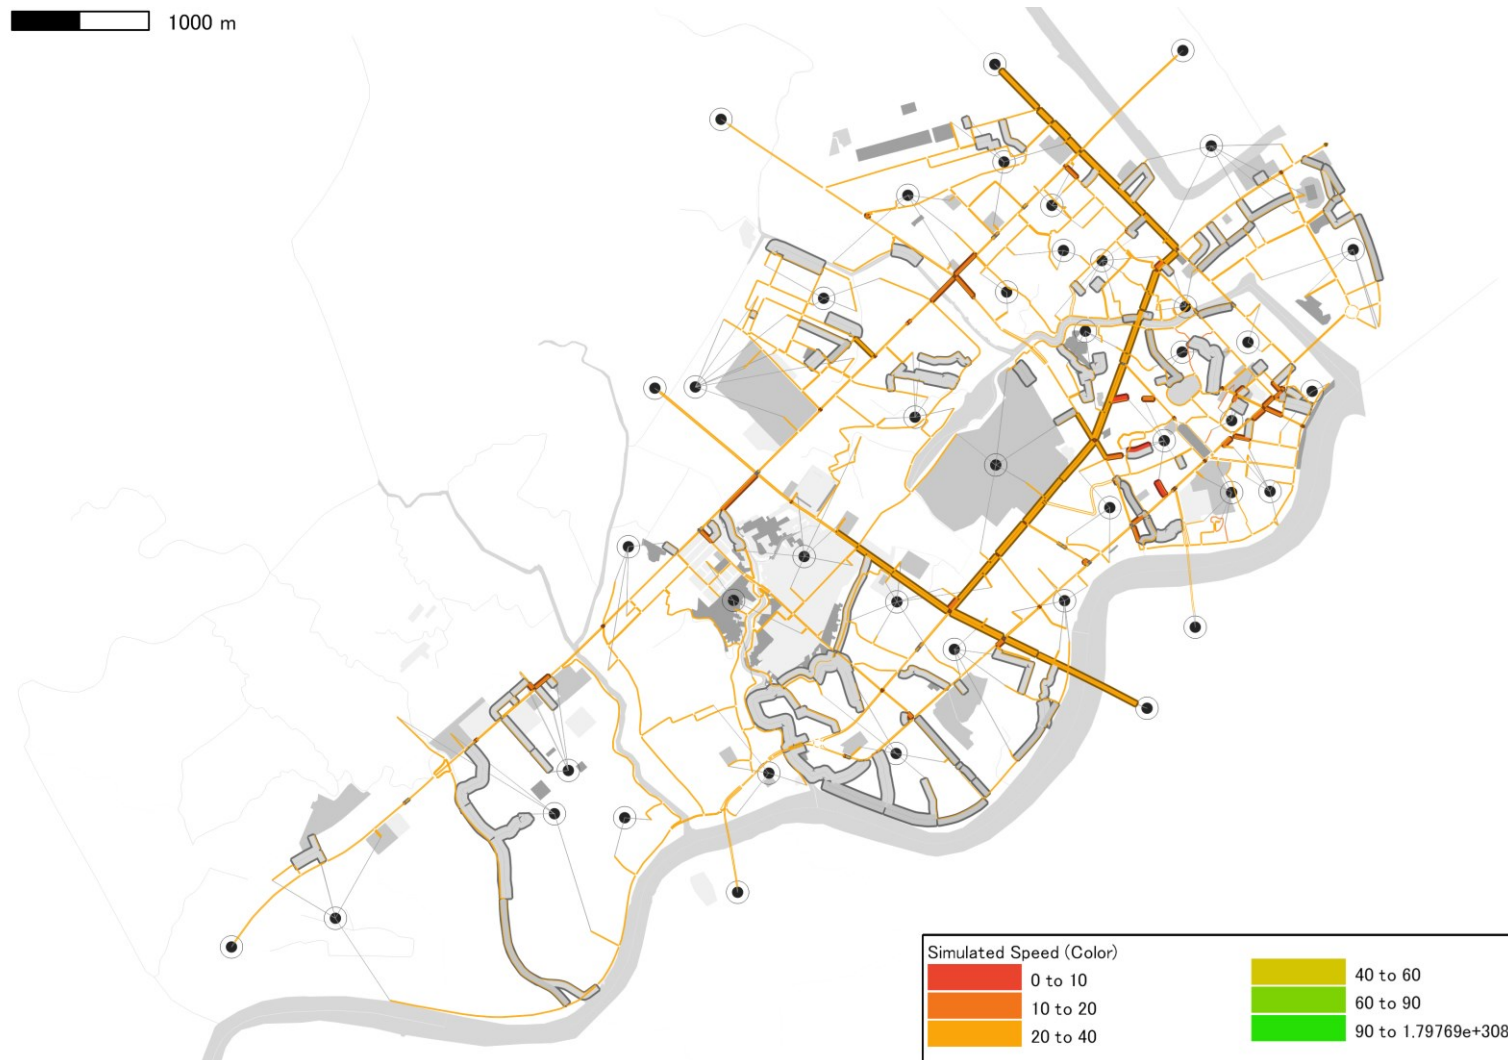 1000 m
Simulated Speed (Color)
0 to 10
10 to 20
20 to 40
40 to 60
60 to 90
90 to 1.79769e+308